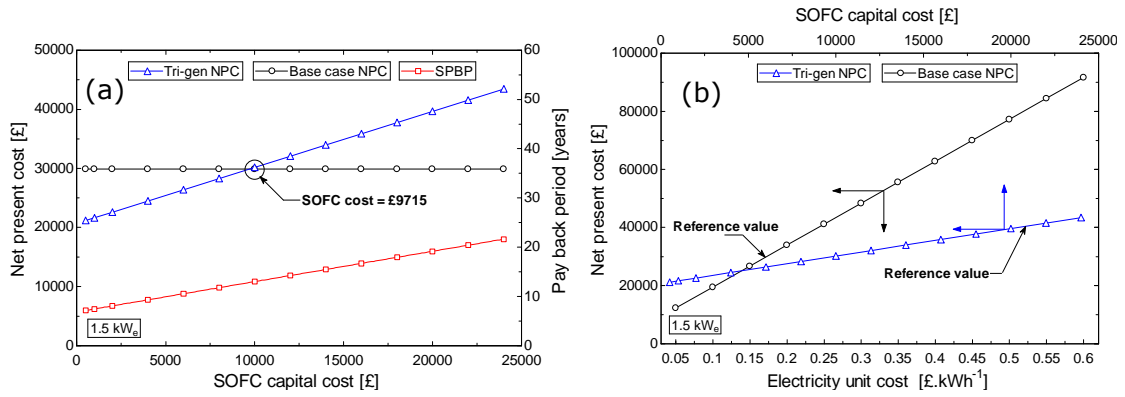 (a)
Tri-gen NPC Base case NPC SPBP
Net present cost [£]
50000
40000
30000
20000
10000
0
60
50
40
30
20
10
0
Pay back period [years]
SOFC cost = £9715
1.5 kWe
0 5000 10000 15000 20000 25000
SOFC capital cost [£]
SOFC capital cost [£]
0 5000 10000 15000 20000 25000
(b)
Tri-gen NPC Base case NPC
Net present cost [£]
100000
80000
60000
40000
20000
0
Reference value
Reference value
1.5 kWe
0.05 0.1 0.15 0.2 0.25 0.3 0.35 0.4 0.45 0.5 0.55 0.6
Electricity unit cost [£.kWh-1]